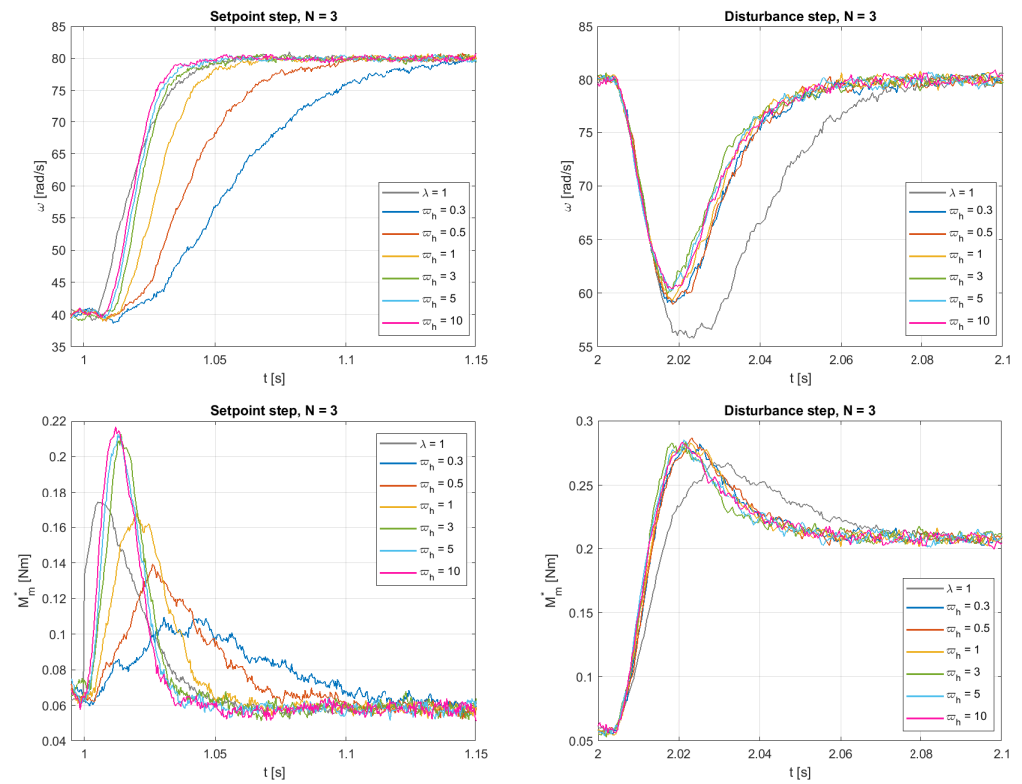 Setpoint step, N = 3
85
80
75
70
65
60
55
50
45
40
35
ω [rad/s]
λ = 1
ϖh = 0.3
ϖh = 0.5
ϖh = 1
ϖh = 3
ϖh = 5
ϖh = 10
1
1.05
1.1
1.15
t [s]
Disturbance step, N = 3
85
80
75
70
65
60
55
ω [rad/s]
λ = 1
ϖh = 0.3
ϖh = 0.5
ϖh = 1
ϖh = 3
ϖh = 5
ϖh = 10
2
2.02
2.04
2.06
2.08
2.1
t [s]
Setpoint step, N = 3
0.22
0.2
0.18
0.16
0.14
0.12
0.1
0.08
0.06
0.04
M*m [Nm]
λ = 1
ϖh = 0.3
ϖh = 0.5
ϖh = 1
ϖh = 3
ϖh = 5
ϖh = 10
1
1.05
1.1
1.15
t [s]
Disturbance step, N = 3
0.3
0.25
0.2
0.15
0.1
0.05
M*m [Nm]
λ = 1
ϖh = 0.3
ϖh = 0.5
ϖh = 1
ϖh = 3
ϖh = 5
ϖh = 10
2
2.02
2.04
2.06
2.08
2.1
t [s]